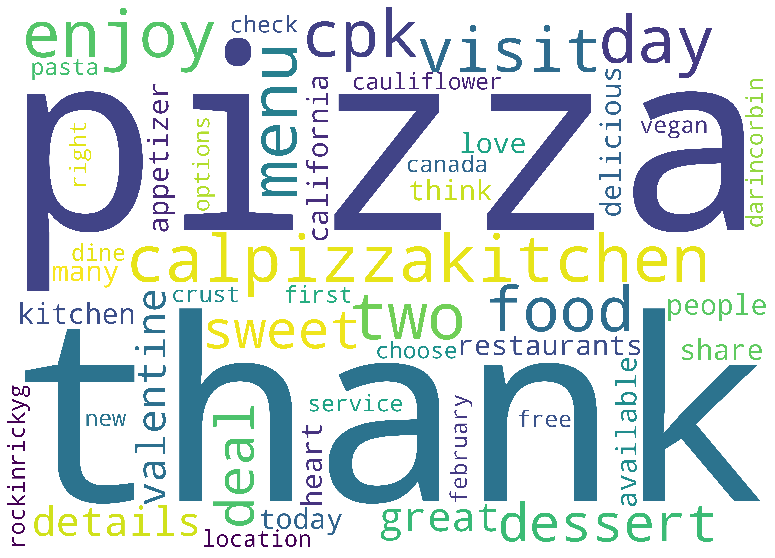 check
enjoy
cpk
visit
day
pasta
menu
cauliflower
pizza
right
appetizer
options
california
love
canada
think
delicious
vegan
darincorbin
dine
many
calpizzakitchen
crust
first
kitchen
sweet
two
food
people
choose
restaurants
share
thank
rockinrickyg
new
valentine
deal
heart
service
february
free
available
details
today
location
great
dessert